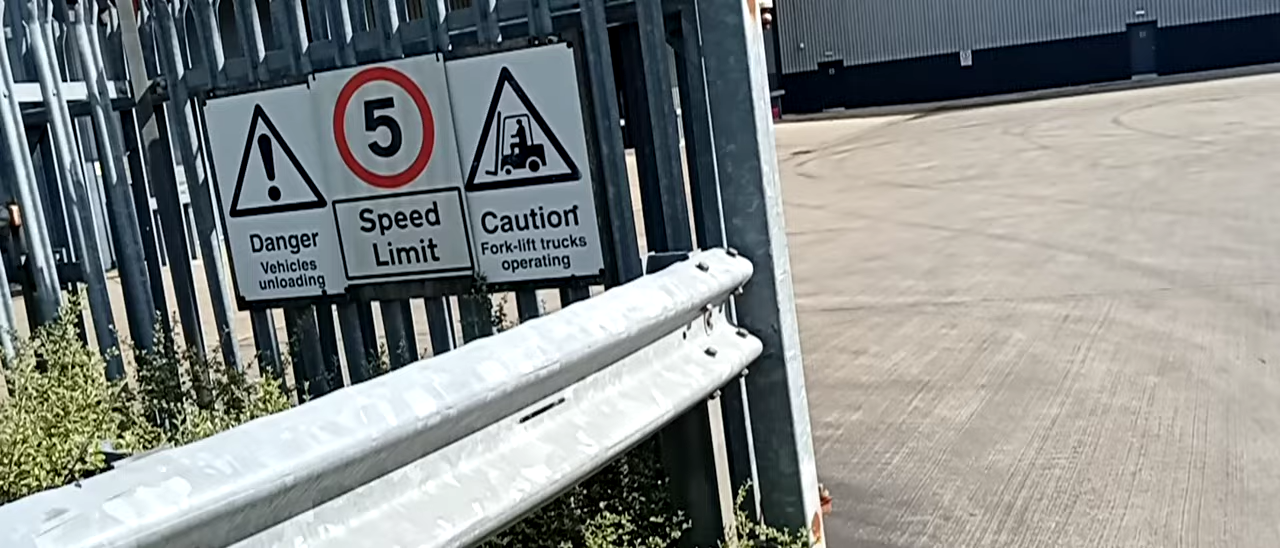 Danger
Vehicles
unloading
5
Speed
Limit
Caution
Fork-lift trucks
operating